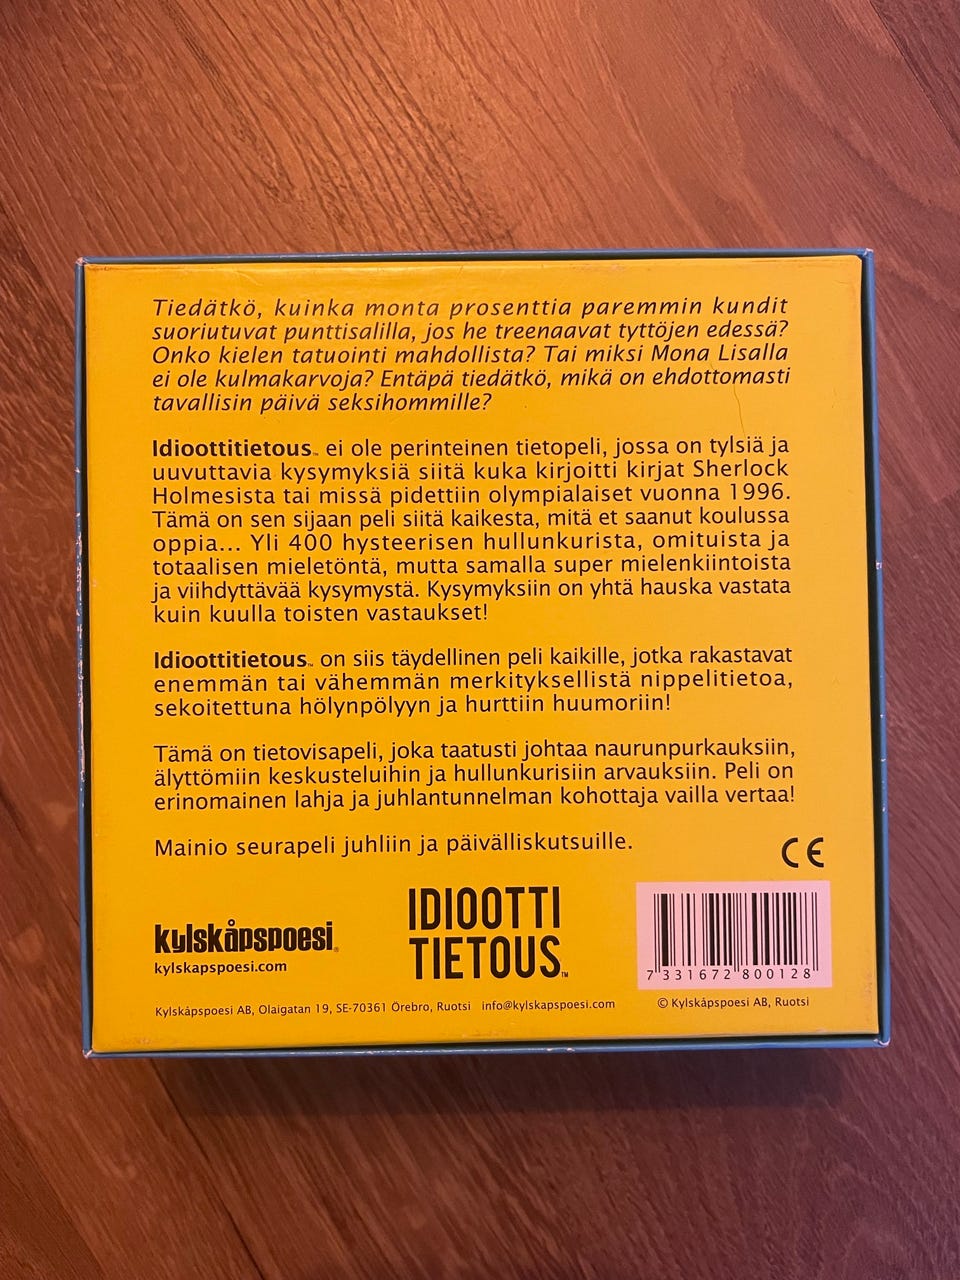 Tiedätkö, kuinka monta prosenttia paremmin kundit
suoriutuvat punttisalilla, jos he treenaavat tyttöjen edessä?
Onko kielen tatuointi mahdollista? Tai miksi Mona Lisalla
ei ole kulmakarvoja? Entäpä tiedätkö, mikä on ehdottomasti
tavallisin päivä seksihommille?
Idioottitietous™ ei ole perinteinen tietopeli, jossa on tylsiä ja
uuvuttavia kysymyksiä siitä kuka kirjoitti kirjat Sherlock
Holmesista tai missä pidettiin olympialaiset vuonna 1996.
Tämä on sen sijaan peli siitä kaikesta, mitä et saanut koulussa
oppia... Yli 400 hysteerisen hullunkurista, omituista ja
totaalisen mieletöntä, mutta samalla super mielenkiintoista
ja viihdyttävää kysymystä. Kysymyksiin on yhtä hauska vastata
kuin kuulla toisten vastaukset!
Idioottitietous™ on siis täydellinen peli kaikille, jotka rakastavat
enemmän tai vähemmän merkityksellistä nippelitietoa,
sekoitettuna hölynpölyyn ja hurttiin huumoriin!
Tämä on tietovisapeli, joka taatusti johtaa naurunpurkauksiin,
älyttömiin keskusteluihin ja hullunkurisiin arvauksiin. Peli on
erinomainen lahja ja juhlantunnelman kohottaja vailla vertaa!
Mainio seurapeli juhliin ja päivälliskutsuille.
CE
kylskåpspoesi®
kylskapspoesi.com
IDIOOTTI
TIETOUS™
7 331672 800128
Kylskåpspoesi AB, Olaigatan 19, SE-70361 Örebro, Ruotsi info@kylskapspoesi.com
© Kylskåpspoesi AB, Ruotsi